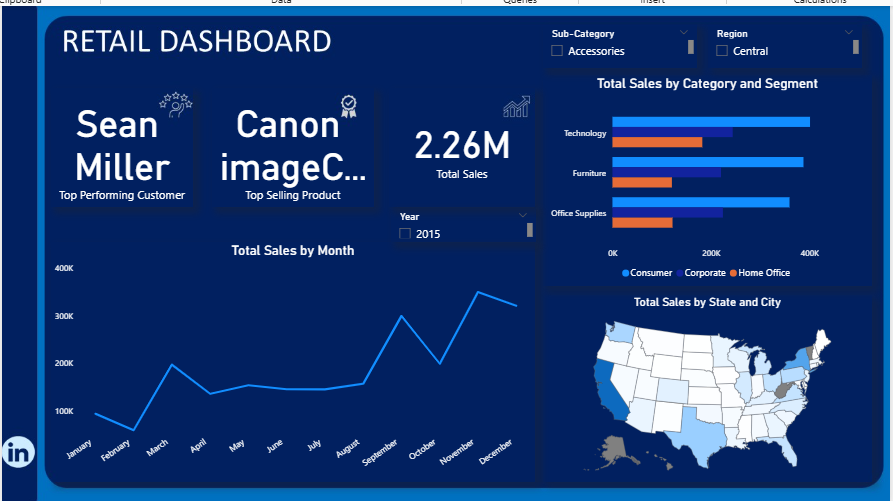 Clipboard
Data
Queries
Insert
Calculations
RETAIL DASHBOARD
Sub-Category
Accessories
Region
Central
Sean
Miller
Top Performing Customer
Canon
imageC...
Top Selling Product
2.26M
Total Sales
Year
2015
Total Sales by Category and Segment
Technology
Furniture
Office Supplies
0K 200K 400K
Consumer Corporate Home Office
Total Sales by Month
400K
300K
200K
100K
January February March April May June July August September October November December
Total Sales by State and City
in